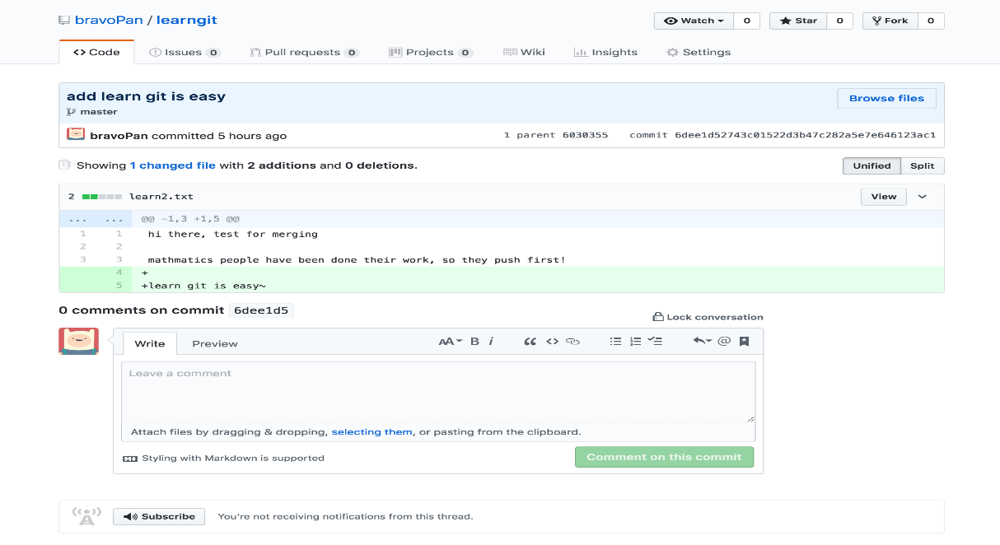 bravoPan / learngit
Watch 0 Star 0 Fork 0
Code Issues 0 Pull requests 0 Projects 0 Wiki Insights Settings
add learn git is easy
Browse files
master
bravoPan committed 5 hours ago 1 parent 6030355 commit 6dee1d52743c01522d3b47c282a5e7e646123ac1
Showing 1 changed file with 2 additions and 0 deletions.
Unified Split
2 learn2.txt View
... ... @@ -1,3 +1,5 @@
1 1 hi there, test for merging
2 2
3 3 mathmatics people have been done their work, so they push first!
4 +
5 +learn git is easy~
0 comments on commit 6dee1d5
Lock conversation
Write Preview AA B i “ <> @
Leave a comment
Attach files by dragging & dropping, selecting them, or pasting from the clipboard.
Styling with Markdown is supported
Comment on this commit
Subscribe You’re not receiving notifications from this thread.